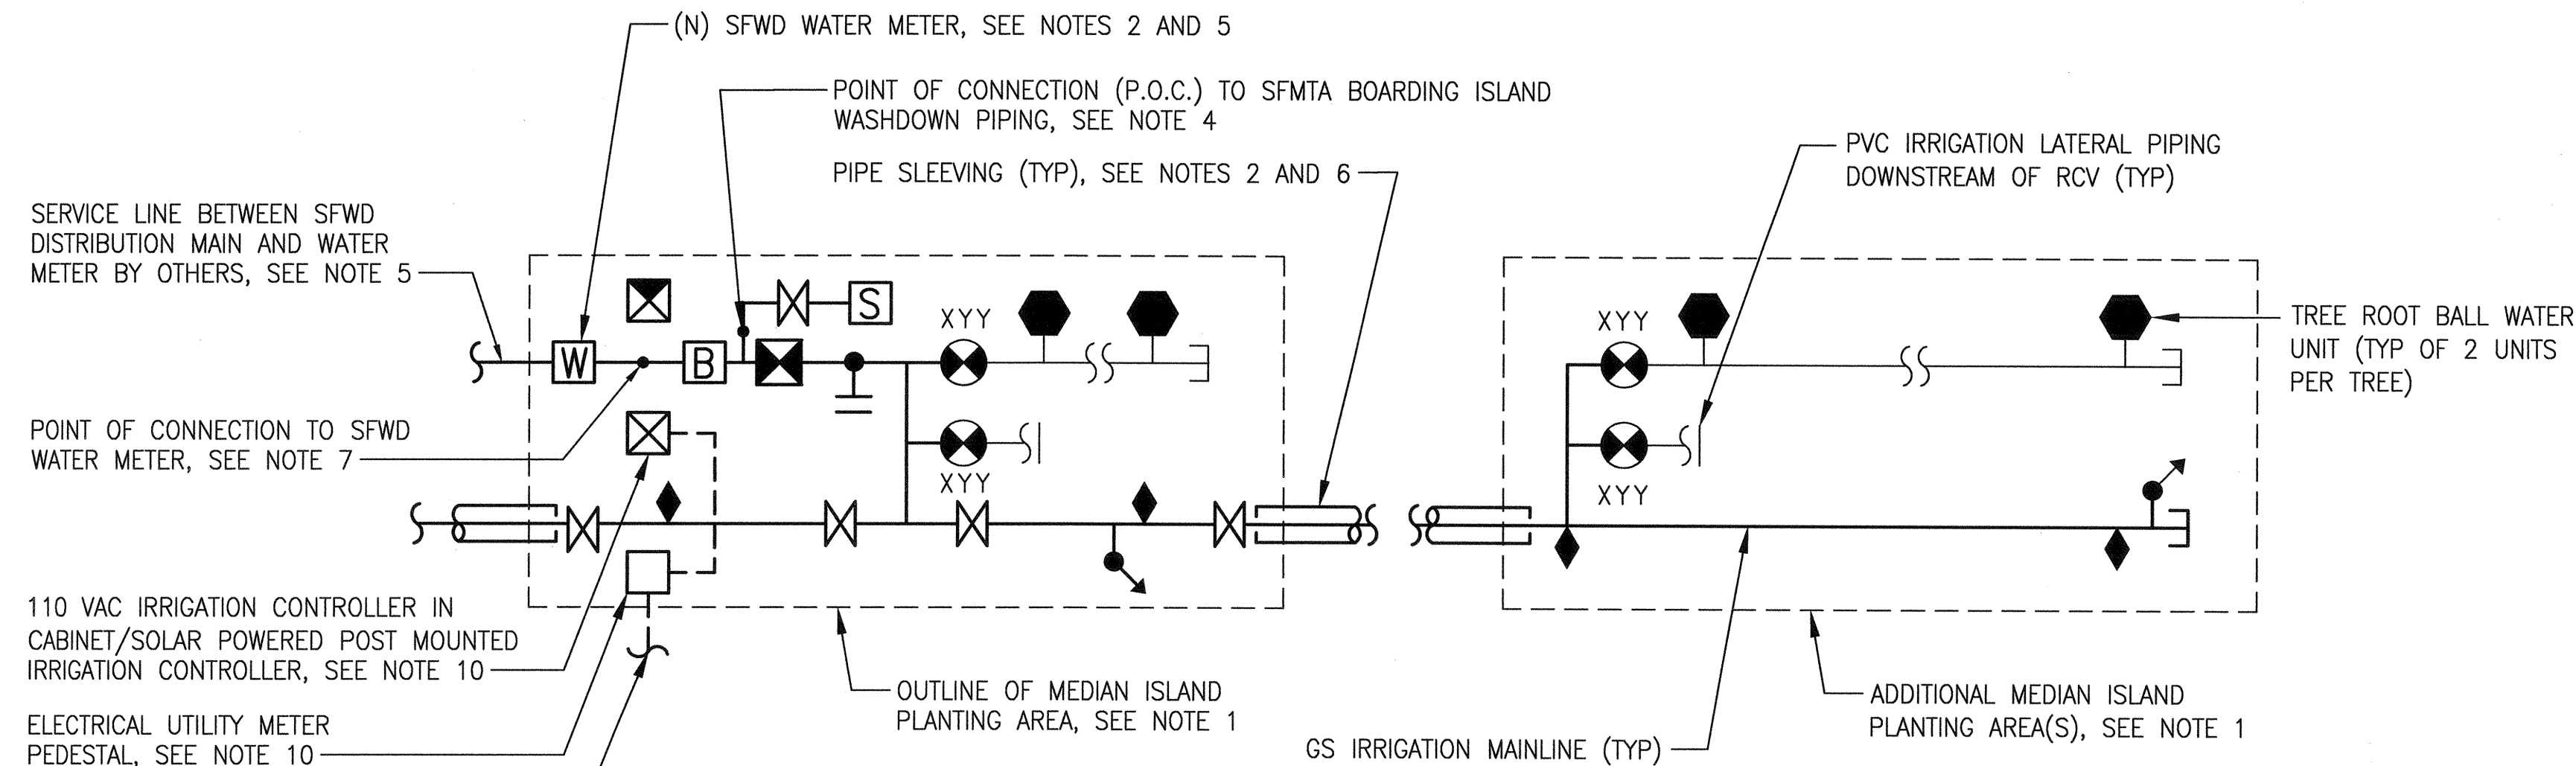 (N) SFWD WATER METER, SEE NOTES 2 AND 5
POINT OF CONNECTION (P.O.C.) TO SFMTA BOARDING ISLAND
WASHDOWN PIPING, SEE NOTE 4
PIPE SLEEVING (TYP), SEE NOTES 2 AND 6
PVC IRRIGATION LATERAL PIPING
DOWNSTREAM OF RCV (TYP)
SERVICE LINE BETWEEN SFWD
DISTRIBUTION MAIN AND WATER
METER BY OTHERS, SEE NOTE 5
S
XYY
XYY
W
B
TREE ROOT BALL WATER
UNIT (TYP OF 2 UNITS
PER TREE)
POINT OF CONNECTION TO SFWD
WATER METER, SEE NOTE 7
XYY
XYY
110 VAC IRRIGATION CONTROLLER IN
CABINET/SOLAR POWERED POST MOUNTED
IRRIGATION CONTROLLER, SEE NOTE 10
OUTLINE OF MEDIAN ISLAND
PLANTING AREA, SEE NOTE 1
ADDITIONAL MEDIAN ISLAND
PLANTING AREA(S), SEE NOTE 1
ELECTRICAL UTILITY METER
PEDESTAL, SEE NOTE 10
GS IRRIGATION MAINLINE (TYP)